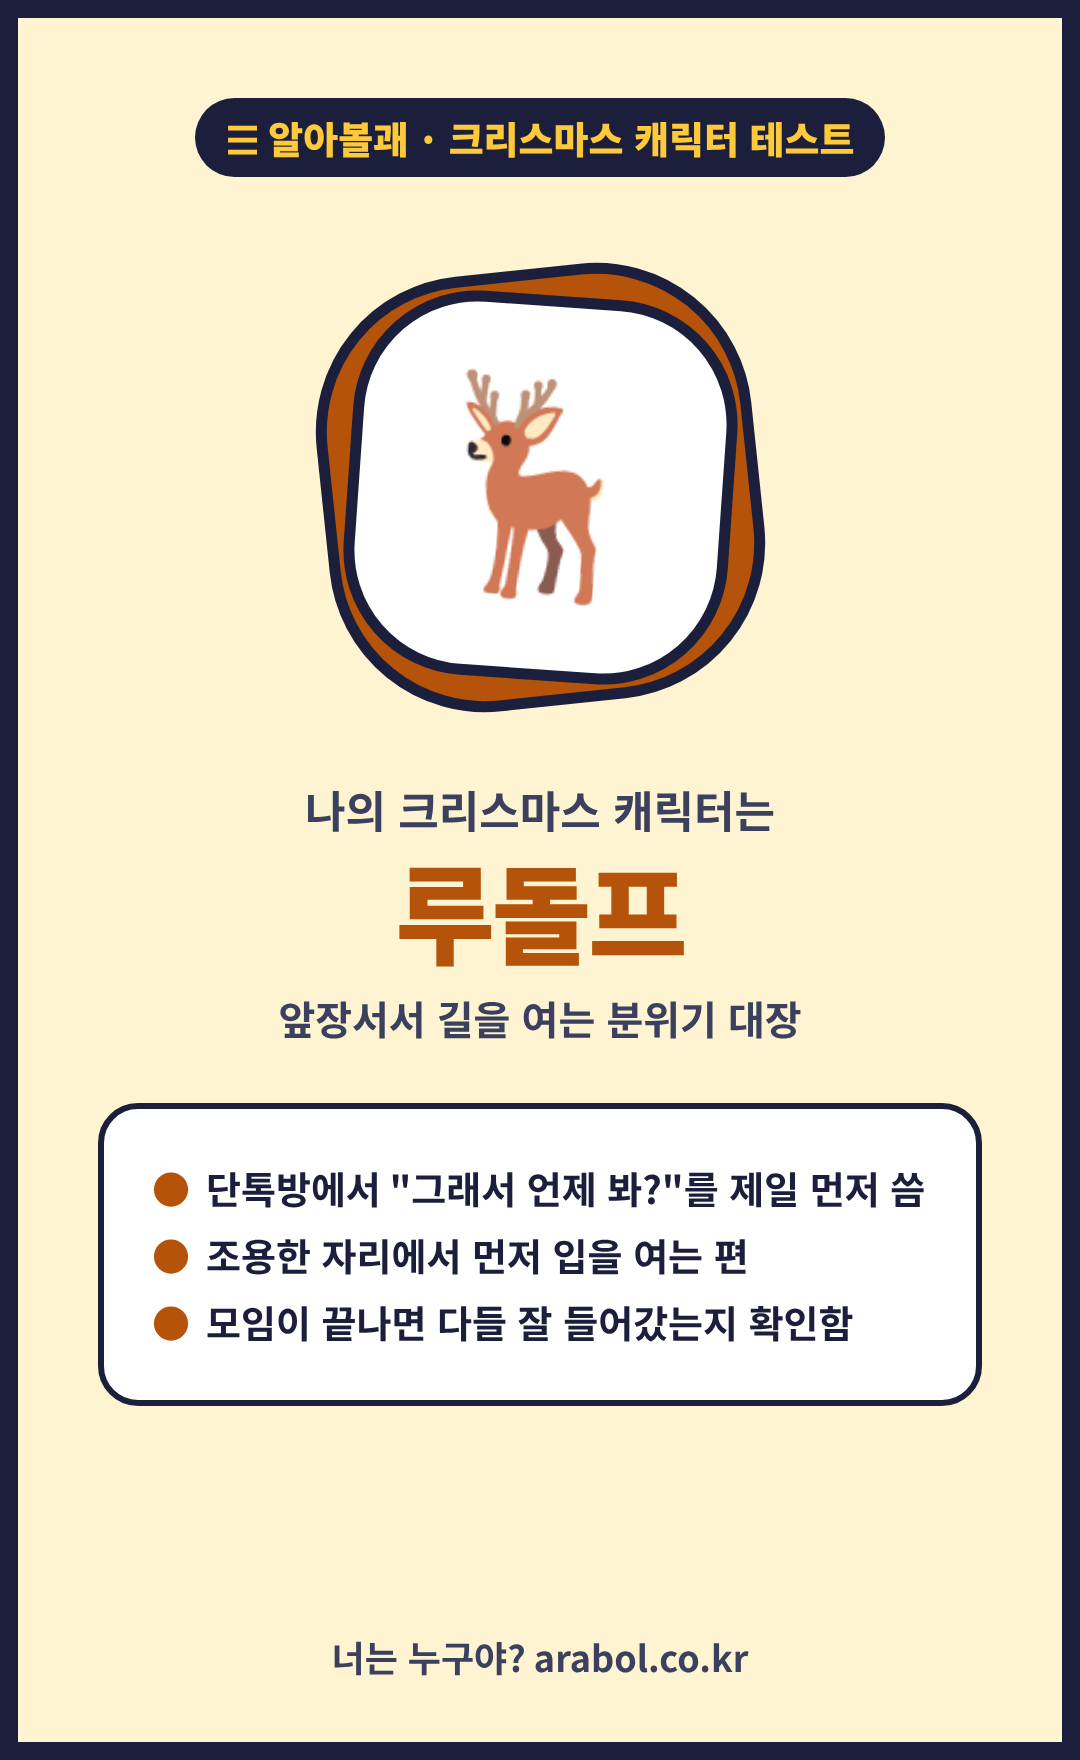 ☰ 알아볼괘 · 크리스마스 캐릭터 테스트
나의 크리스마스 캐릭터는
루돌프
앞장서서 길을 여는 분위기 대장
단톡방에서 "그래서 언제 봐?"를 제일 먼저 씀
조용한 자리에서 먼저 입을 여는 편
모임이 끝나면 다들 잘 들어갔는지 확인함
너는 누구야? arabol.co.kr